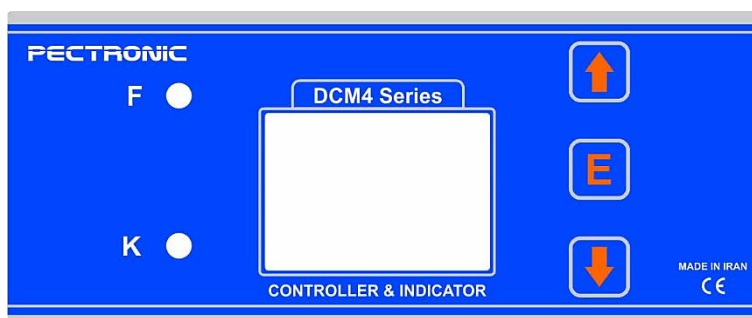 PECTRONIC
F
DCM4 Series
E
K
CONTROLLER & INDICATOR
MADE IN IRAN
CE